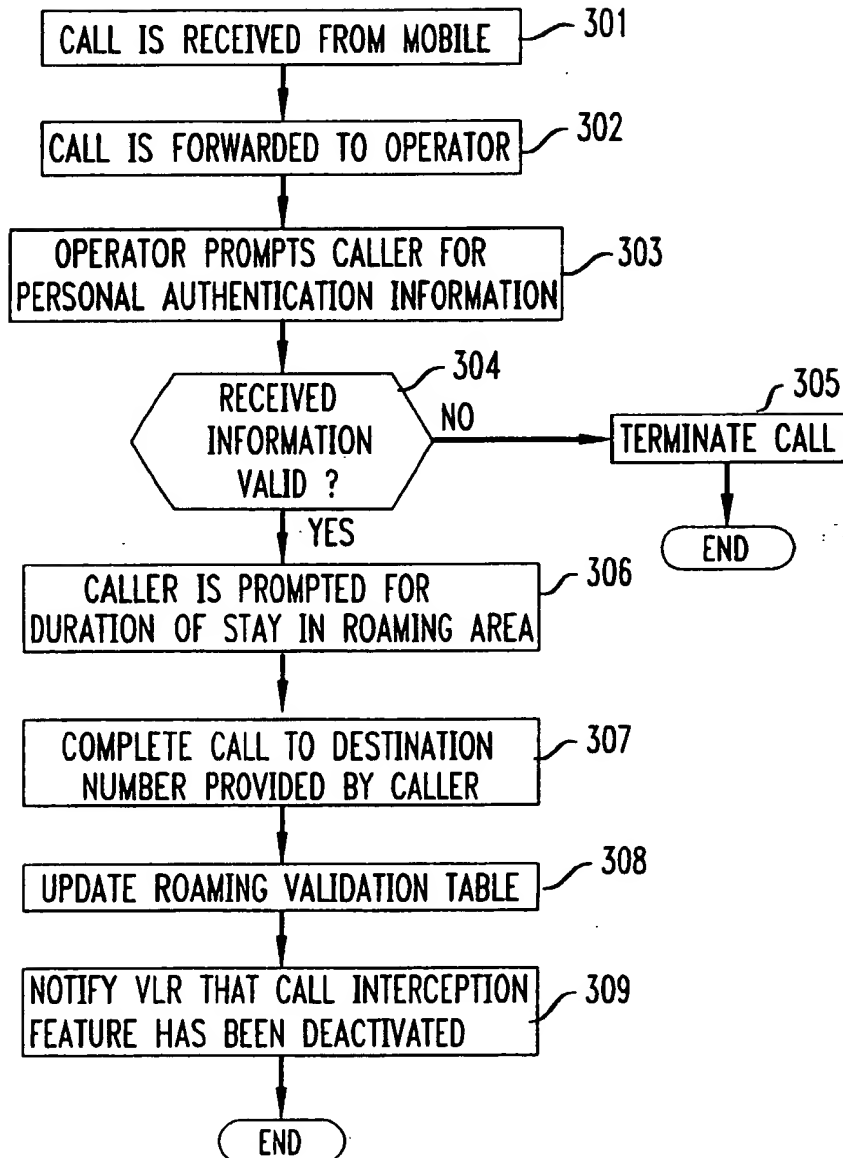 CALL IS RECEIVED FROM MOBILE
301
CALL IS FORWARDED TO OPERATOR
302
OPERATOR PROMPTS CALLER FOR
PERSONAL AUTHENTICATION INFORMATION
303
304
RECEIVED
INFORMATION
VALID ?
NO
305
TERMINATE CALL
END
YES
CALLER IS PROMPTED FOR
DURATION OF STAY IN ROAMING AREA
306
COMPLETE CALL TO DESTINATION
NUMBER PROVIDED BY CALLER
307
UPDATE ROAMING VALIDATION TABLE
308
NOTIFY VLR THAT CALL INTERCEPTION
FEATURE HAS BEEN DEACTIVATED
309
END